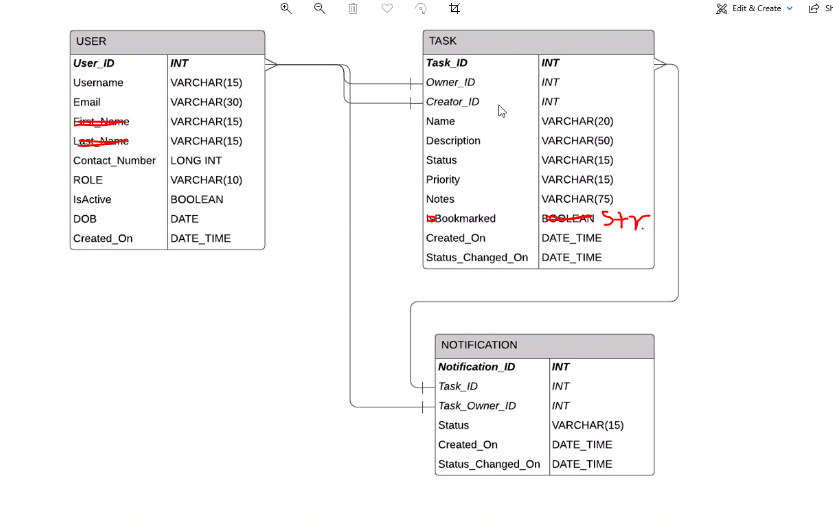 Edit & Create
Sh
USER
User_ID INT
Username VARCHAR(15)
Email VARCHAR(30)
First_Name VARCHAR(15)
Last_Name VARCHAR(15)
Contact_Number LONG INT
ROLE VARCHAR(10)
IsActive BOOLEAN
DOB DATE
Created_On DATE_TIME
TASK
Task_ID INT
Owner_ID INT
Creator_ID INT
Name VARCHAR(20)
Description VARCHAR(50)
Status VARCHAR(15)
Priority VARCHAR(15)
Notes VARCHAR(75)
IsBookmarked BOOLEAN Str.
Created_On DATE_TIME
Status_Changed_On DATE_TIME
NOTIFICATION
Notification_ID INT
Task_ID INT
Task_Owner_ID INT
Status VARCHAR(15)
Created_On DATE_TIME
Status_Changed_On DATE_TIME